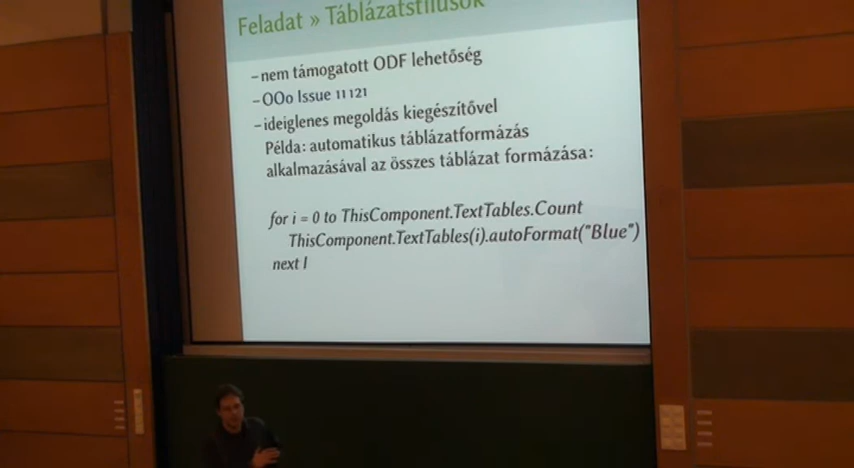 Feladat » Táblázatstílusok
–nem támogatott ODF lehetőség
–OOo Issue 11121
–ideiglenes megoldás kiegészítővel
Példa: automatikus táblázatformázás
alkalmazásával az összes táblázat formázása:
for i = 0 to ThisComponent.TextTables.Count
ThisComponent.TextTables(i).autoFormat("Blue")
next I